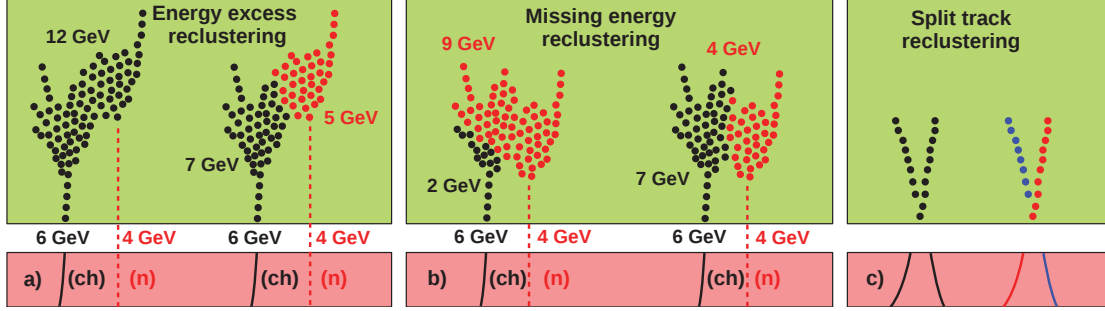 Energy excess
reclustering
12 GeV
5 GeV
7 GeV
6 GeV
4 GeV
6 GeV
4 GeV
a)
(ch)
(n)
(ch)
(n)
Missing energy
reclustering
9 GeV
4 GeV
2 GeV
7 GeV
6 GeV
4 GeV
6 GeV
4 GeV
b)
(ch)
(n)
(ch)
(n)
Split track
reclustering
c)